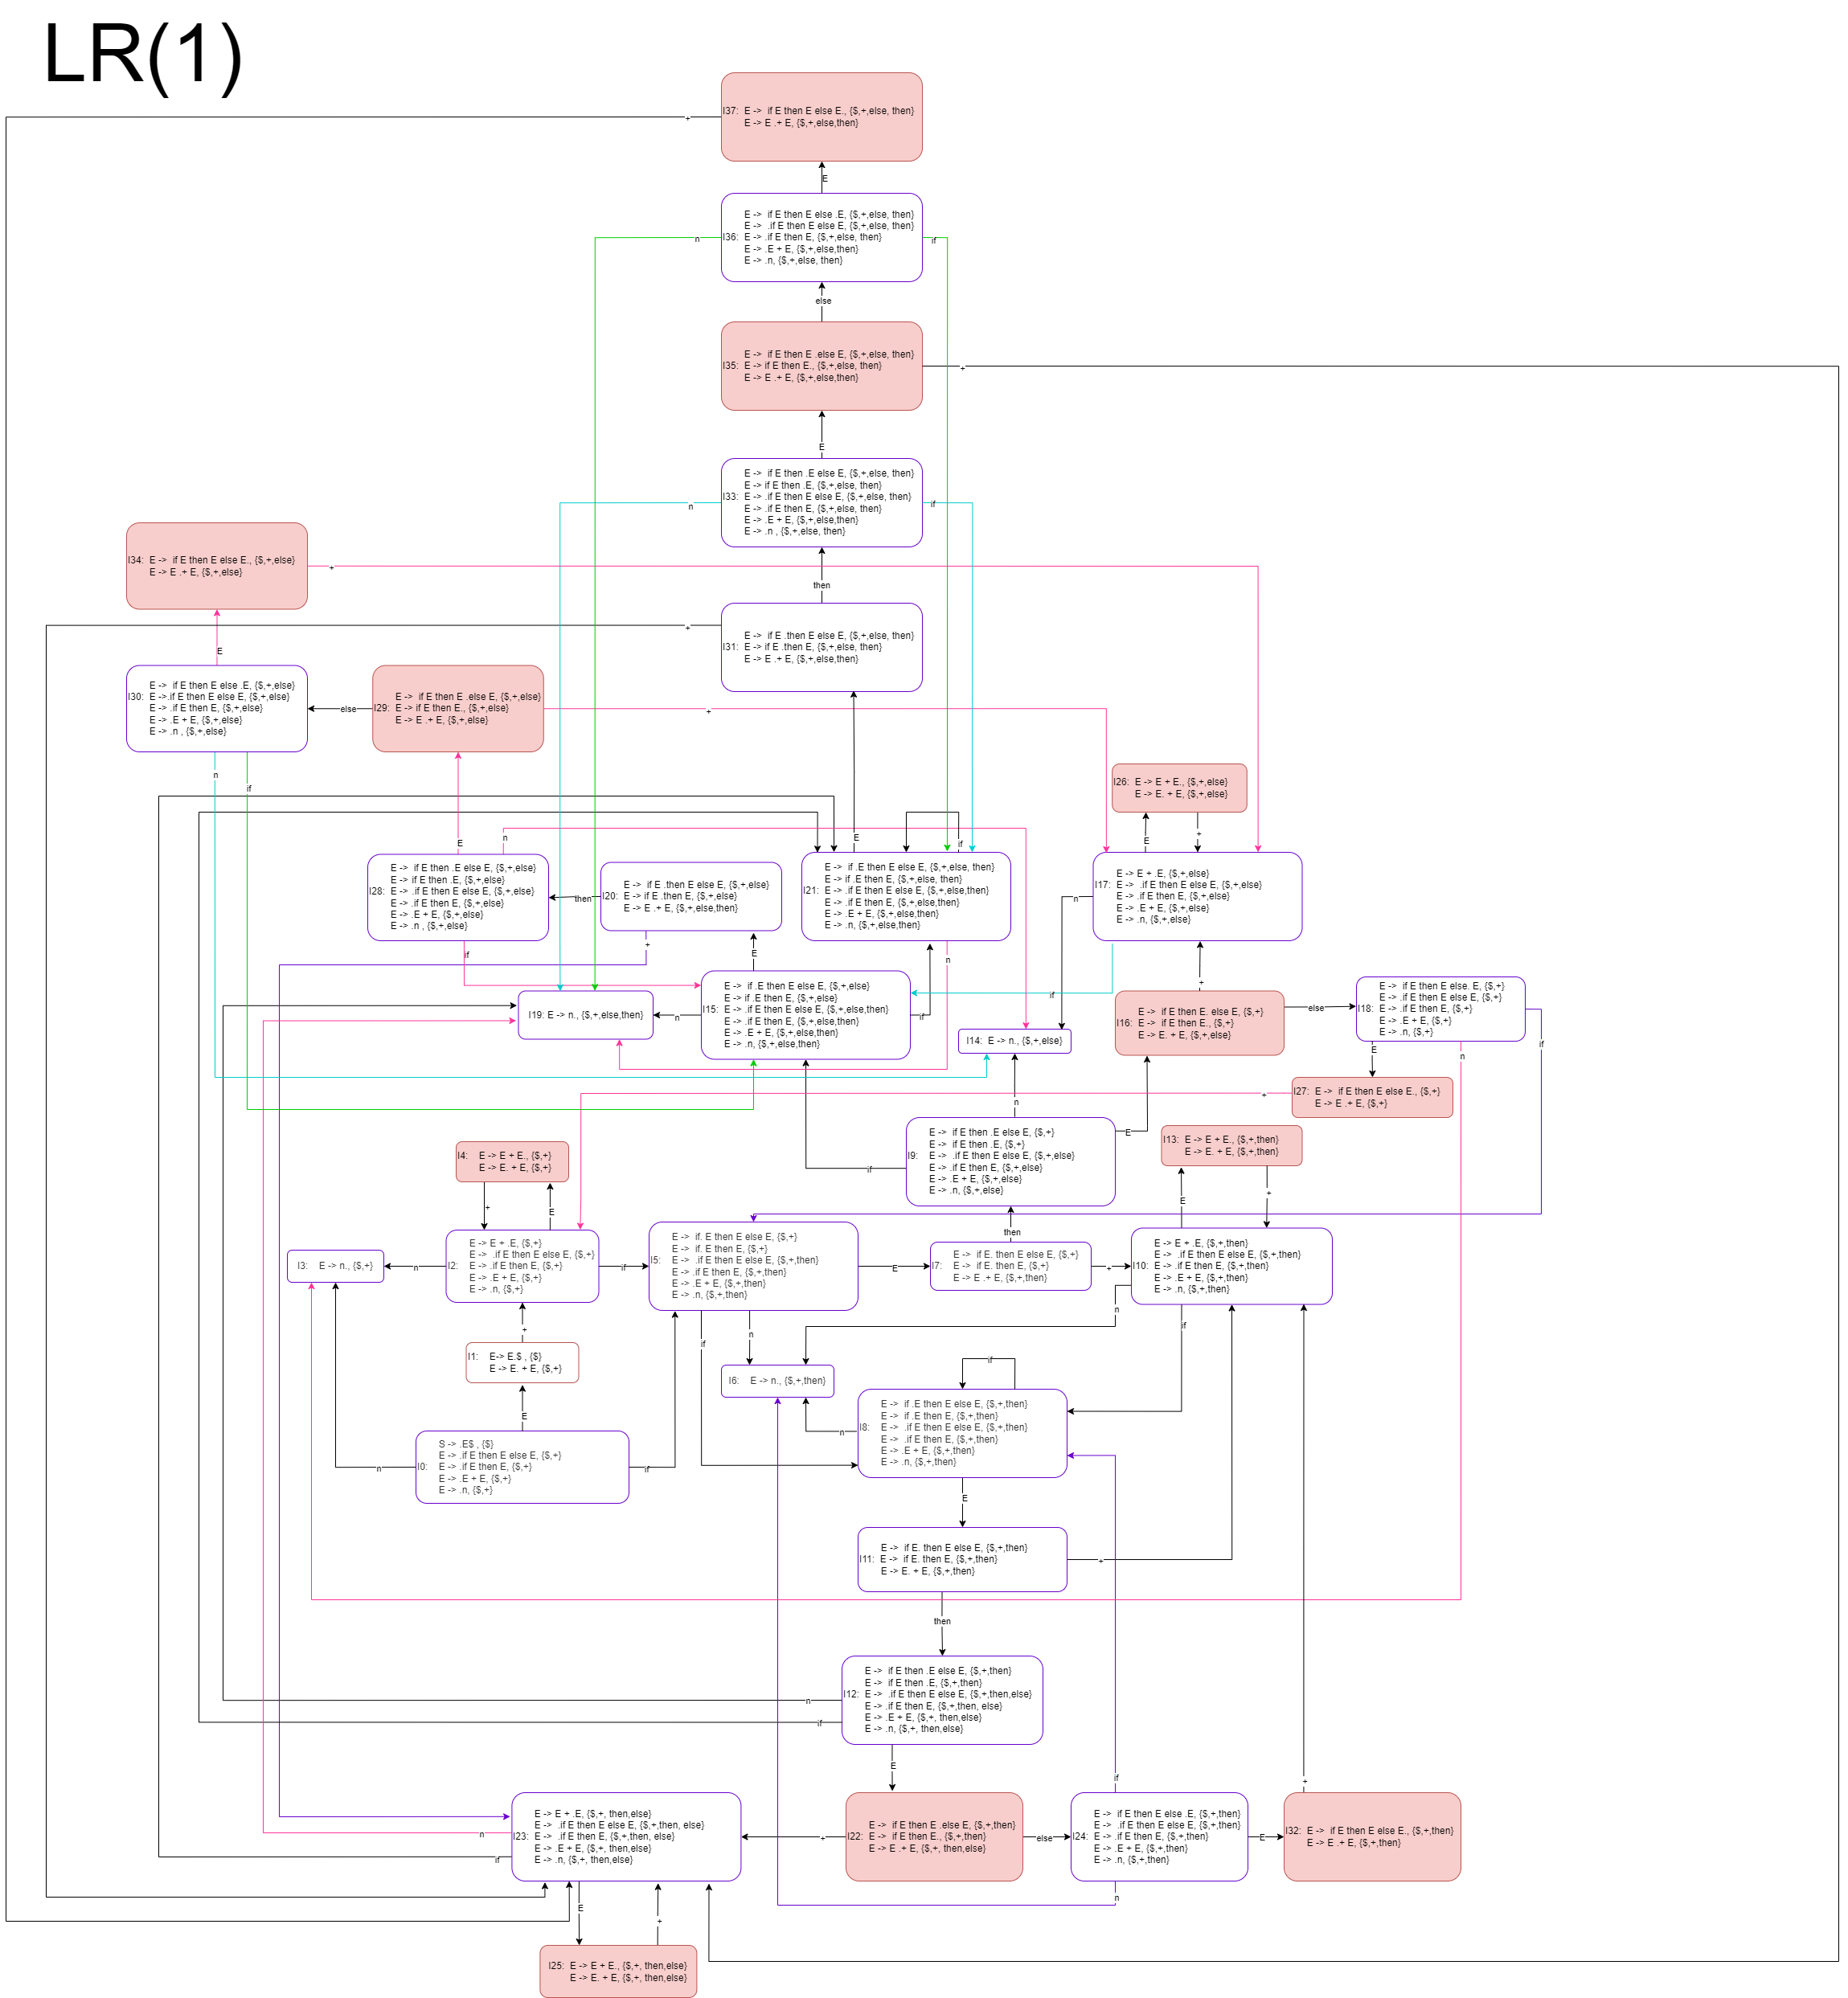 LR(1)
I37: E -> if E then E else E., {$,+,else, then}
E -> E .+ E, {$,+,else,then}
+
E
E -> if E then E else .E, {$,+,else, then}
E -> .if E then E else E, {$,+,else, then}
I36: E -> .if E then E, {$,+,else, then}
E -> .E + E, {$,+,else,then}
E -> .n, {$,+,else, then}
n
if
else
E -> if E then E .else E, {$,+,else, then}
I35: E -> if E then E., {$,+,else, then}
E -> E .+ E, {$,+,else,then}
+
E
E -> if E then .E else E, {$,+,else, then}
E -> if E then .E, {$,+,else, then}
I33: E -> .if E then E else E, {$,+,else, then}
E -> .if E then E, {$,+,else, then}
E -> .E + E, {$,+,else,then}
E -> .n , {$,+,else, then}
n
if
I34: E -> if E then E else E., {$,+,else}
E -> E .+ E, {$,+,else}
+
then
E -> if E .then E else E, {$,+,else, then}
I31: E -> if E .then E, {$,+,else, then}
E -> E .+ E, {$,+,else,then}
+
E
E -> if E then E else .E, {$,+,else}
I30: E ->.if E then E else E, {$,+,else}
E -> .if E then E, {$,+,else}
E -> .E + E, {$,+,else}
E -> .n , {$,+,else}
else
E -> if E then E .else E, {$,+,else}
I29: E -> if E then E., {$,+,else}
E -> E .+ E, {$,+,else}
+
n
if
I26: E -> E + E., {$,+,else}
E -> E. + E, {$,+,else}
E
+
E
n
E
if
E -> if E then .E else E, {$,+,else}
E -> if E then .E, {$,+,else}
I28: E -> .if E then E else E, {$,+,else}
E -> .if E then E, {$,+,else}
E -> .E + E, {$,+,else}
E -> .n , {$,+,else}
then
E -> if E .then E else E, {$,+,else}
I20: E -> if E .then E, {$,+,else}
E -> E .+ E, {$,+,else,then}
E -> if .E then E else E, {$,+,else, then}
E -> if .E then E, {$,+,else, then}
I21: E -> .if E then E else E, {$,+,else,then}
E -> .if E then E, {$,+,else,then}
E -> .E + E, {$,+,else,then}
E -> .n, {$,+,else,then}
n
E -> E + .E, {$,+,else}
I17: E -> .if E then E else E, {$,+,else}
E -> .if E then E, {$,+,else}
E -> .E + E, {$,+,else}
E -> .n, {$,+,else}
if
+
E
n
+
if
I19: E -> n., {$,+,else,then}
n
E -> if .E then E else E, {$,+,else}
E -> if .E then E, {$,+,else}
I15: E -> .if E then E else E, {$,+,else,then}
E -> .if E then E, {$,+,else,then}
E -> .E + E, {$,+,else,then}
E -> .n, {$,+,else,then}
if
I14: E -> n., {$,+,else}
E -> if E then E. else E, {$,+}
I16: E -> if E then E., {$,+}
E -> E. + E, {$,+,else}
else
E -> if E then E else. E, {$,+}
E -> .if E then E else E, {$,+}
I18: E -> .if E then E, {$,+}
E -> .E + E, {$,+}
E -> .n, {$,+}
if
E
n
I27: E -> if E then E else E., {$,+}
E -> E .+ E, {$,+}
+
n
E -> if E then .E else E, {$,+}
E -> if E then .E, {$,+}
I9: E -> .if E then E else E, {$,+,else}
E -> .if E then E, {$,+,else}
E -> .E + E, {$,+,else}
E -> .n, {$,+,else}
E
if
I13: E -> E + E., {$,+,then}
E -> E. + E, {$,+,then}
I4: E -> E + E., {$,+}
E -> E. + E, {$,+}
+
E
E
+
then
I3: E -> n., {$,+}
n
E -> E + .E, {$,+}
E -> .if E then E else E, {$,+}
I2: E -> .if E then E, {$,+}
E -> .E + E, {$,+}
E -> .n, {$,+}
if
E -> if. E then E else E, {$,+}
E -> if. E then E, {$,+}
I5: E -> .if E then E else E, {$,+,then}
E -> .if E then E, {$,+,then}
E -> .E + E, {$,+,then}
E -> .n, {$,+,then}
E
E -> if E. then E else E, {$,+}
I7: E -> if E. then E, {$,+}
E -> E .+ E, {$,+,then}
+
E -> E + .E, {$,+,then}
E -> .if E then E else E, {$,+,then}
I10: E -> .if E then E, {$,+,then}
E -> .E + E, {$,+,then}
E -> .n, {$,+,then}
n
if
+
n
if
I1: E-> E.$ , {$}
E -> E. + E, {$,+}
I6: E -> n., {$,+,then}
if
E
S -> .E$ , {$}
E -> .if E then E else E, {$,+}
I0: E -> .if E then E, {$,+}
E -> .E + E, {$,+}
E -> .n, {$,+}
n
if
E -> if .E then E else E, {$,+,then}
E -> if .E then E, {$,+,then}
I8: E -> .if E then E else E, {$,+,then}
E -> .if E then E, {$,+,then}
E -> .E + E, {$,+,then}
E -> .n, {$,+,then}
n
E
E -> if E. then E else E, {$,+,then}
I11: E -> if E. then E, {$,+,then}
E -> E. + E, {$,+,then}
+
then
E -> if E then .E else E, {$,+,then}
E -> if E then .E, {$,+,then}
I12: E -> .if E then E else E, {$,+,then,else}
E -> .if E then E, {$,+,then, else}
E -> .E + E, {$,+, then,else}
E -> .n, {$,+, then,else}
n
if
E
if
+
E -> E + .E, {$,+, then,else}
E -> .if E then E else E, {$,+,then, else}
I23: E -> .if E then E, {$,+,then, else}
E -> .E + E, {$,+, then,else}
E -> .n, {$,+, then,else}
n
if
+
E -> if E then E .else E, {$,+,then}
I22: E -> if E then E., {$,+,then}
E -> E .+ E, {$,+, then,else}
else
E -> if E then E else .E, {$,+,then}
E -> .if E then E else E, {$,+,then}
I24: E -> .if E then E, {$,+,then}
E -> .E + E, {$,+,then}
E -> .n, {$,+,then}
E
I32: E -> if E then E else E., {$,+,then}
E -> E .+ E, {$,+,then}
n
E
+
I25: E -> E + E., {$,+, then,else}
E -> E. + E, {$,+, then,else}